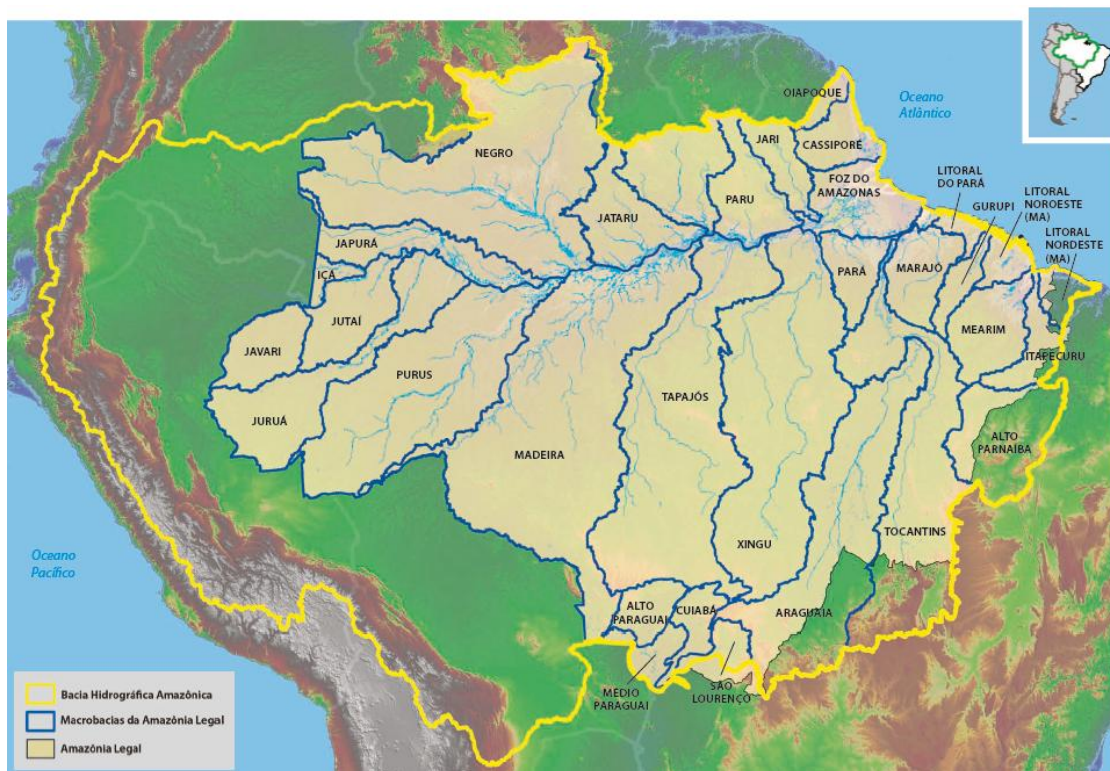 OIAPOQUE
Oceano
Atlântico
JARI
CASSIPORÉ
NEGRO
LITORAL
DO PARÁ
FOZ DO
AMAZONAS
LITORAL
NOROESTE
(MA)
GURUPI
PARU
JATARU
LITORAL
NORDESTE
(MA)
JAPURÁ
PARÁ
MARAJÓ
IÇÁ
JUTAÍ
MEARIM
JAVARI
ITAPECURU
PURUS
TAPAJÓS
JURUÁ
ALTO
PARNAÍBA
MADEIRA
TOCANTINS
Oceano
Pacífico
XINGU
ALTO
PARAGUAI
CUIABÁ
ARAGUAIA
MÉDIO
PARAGUAI
SÃO
LOURENÇO
Bacia Hidrográfica Amazônica
Macrobacias da Amazônia Legal
Amazônia Legal